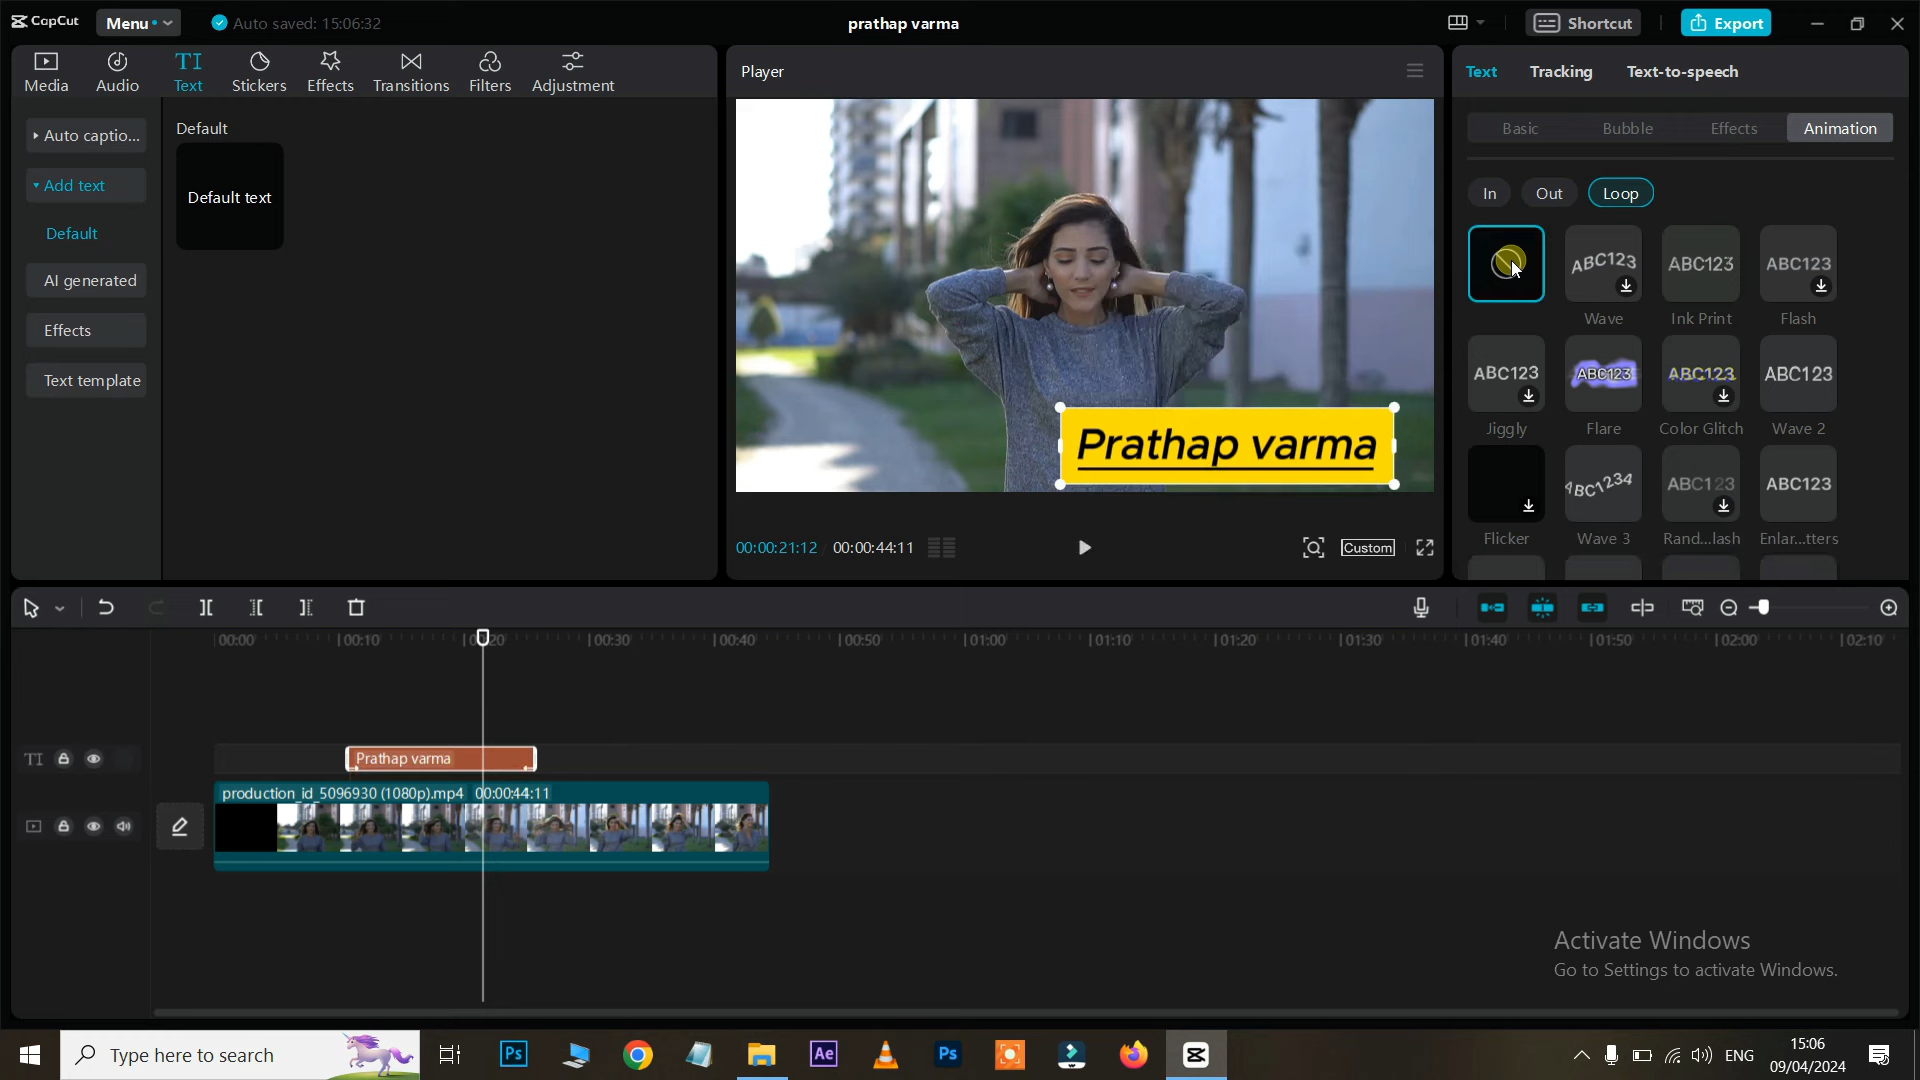 CapCut
Menu
Auto saved: 15:06:32
prathap varma
Shortcut
Export
Media
Audio
TI
Text
Stickers
Effects
Transitions
Filters
Adjustment
Auto captio...
Add text
Default
AI generated
Effects
Text template
Default
Default text
Player
Prathap varma
00:00:21:12
00:00:44:11
Custom
Text
Tracking
Text-to-speech
Basic
Bubble
Effects
Animation
In
Out
Loop
ABC123
ABC123
ABC123
Wave
Ink Print
Flash
ABC123
ABC123
ABC123
ABC123
Jiggly
Flare
Color Glitch
Wave 2
ABC1234
ABC123
ABC123
Flicker
Wave 3
Rand...lash
Enlar...tters
00:00
00:10
00:20
00:30
00:40
00:50
01:00
01:10
01:20
01:30
01:40
01:50
02:00
02:10
TI
Prathap varma
production_id_5096930 (1080p).mp4 00:00:44:11
Activate Windows
Go to Settings to activate Windows.
Type here to search
Ps
Ae
Ps
ENG
15:06
09/04/2024